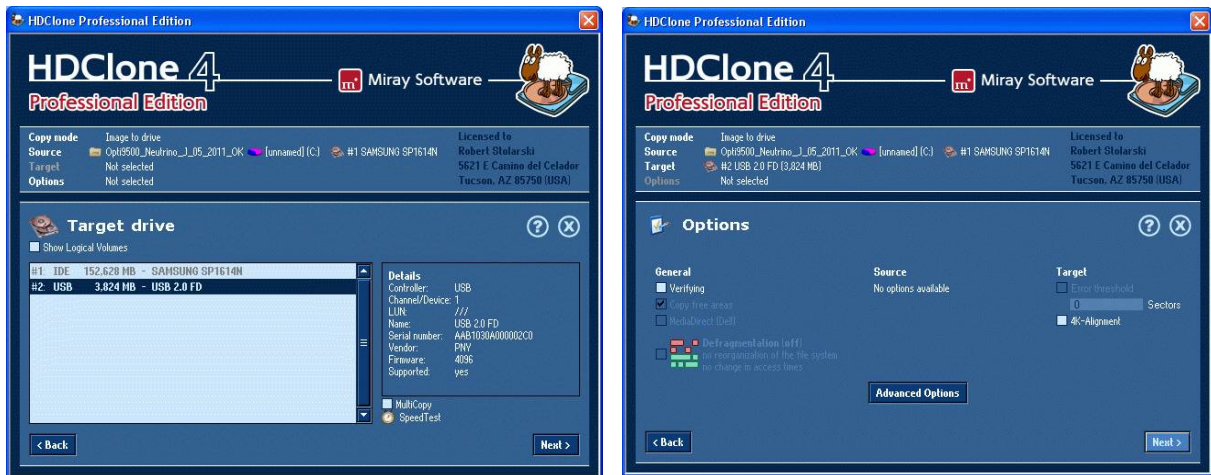 HDClone Professional Edition
HDClone 4
Miray Software
Professional Edition
Copy mode Image to drive
Source Opti9500_Neutrino_J_05_2011_OK [unnamed] (C:) #1 SAMSUNG SP1614N
Target Not selected
Options Not selected
Licensed to
Robert Stolarski
5621 E Camino del Celador
Tucson, AZ 85750 (USA)
Target drive
Show Logical Volumes
#1: IDE 152,628 MB - SAMSUNG SP1614N
#2: USB 3,824 MB - USB 2.0 FD
Details
Controller: USB
Channel/Device: 1
LUN: ///
Name: USB 2.0 FD
Serial number: AAB1030A000002C0
Vendor: PNY
Firmware: 4096
Supported: yes
MultiCopy
SpeedTest
< Back
Next >
HDClone Professional Edition
HDClone 4
Miray Software
Professional Edition
Copy mode Image to drive
Source Opti9500_Neutrino_J_05_2011_OK [unnamed] (C:) #1 SAMSUNG SP1614N
Target #2 USB 2.0 FD (3,824 MB)
Options Not selected
Licensed to
Robert Stolarski
5621 E Camino del Celador
Tucson, AZ 85750 (USA)
Options
General
Verifying
Copy free areas
MediaDirect (Dell)
Defragmentation (off)
no reorganization of the file system
no change in access times
Source
No options available
Target
Error threshold
0 Sectors
4K-Alignment
Advanced Options
< Back
Next >